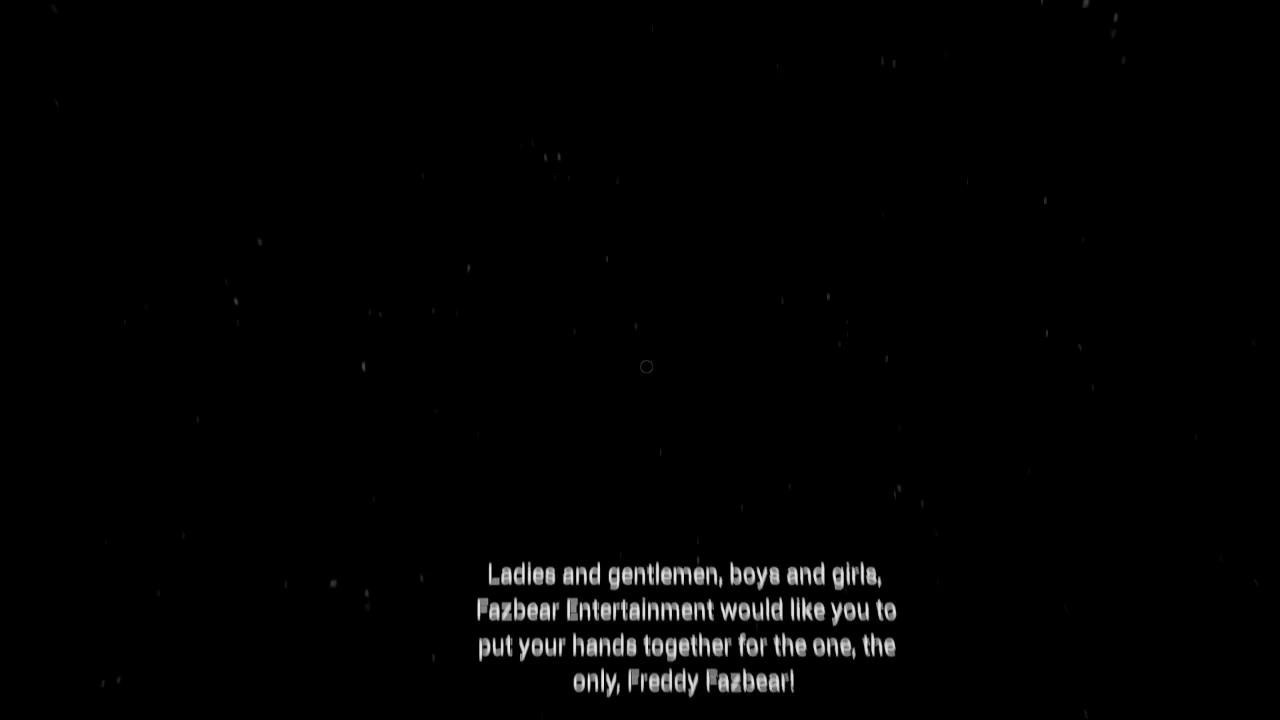 Ladies and gentlemen, boys and girls,
Fazbear Entertainment would like you to
put your hands together for the one, the
only, Freddy Fazbear!